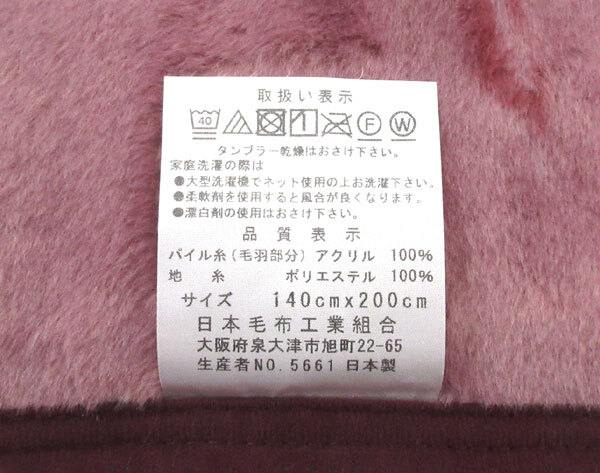 取扱い表示
40 F W
タンブラー乾燥はおさけ下さい。
家庭洗濯の際は
●大型洗濯機でネット使用の上お洗濯下さい。
●柔軟剤を使用すると風合が良くなります。
●漂白剤の使用はおさけ下さい。
品質表示
パイル糸(毛羽部分) アクリル 100%
地糸 ポリエステル 100%
サイズ 140cm×200cm
日本毛布工業組合
大阪府泉大津市旭町22-65
生産者NO.5661 日本製